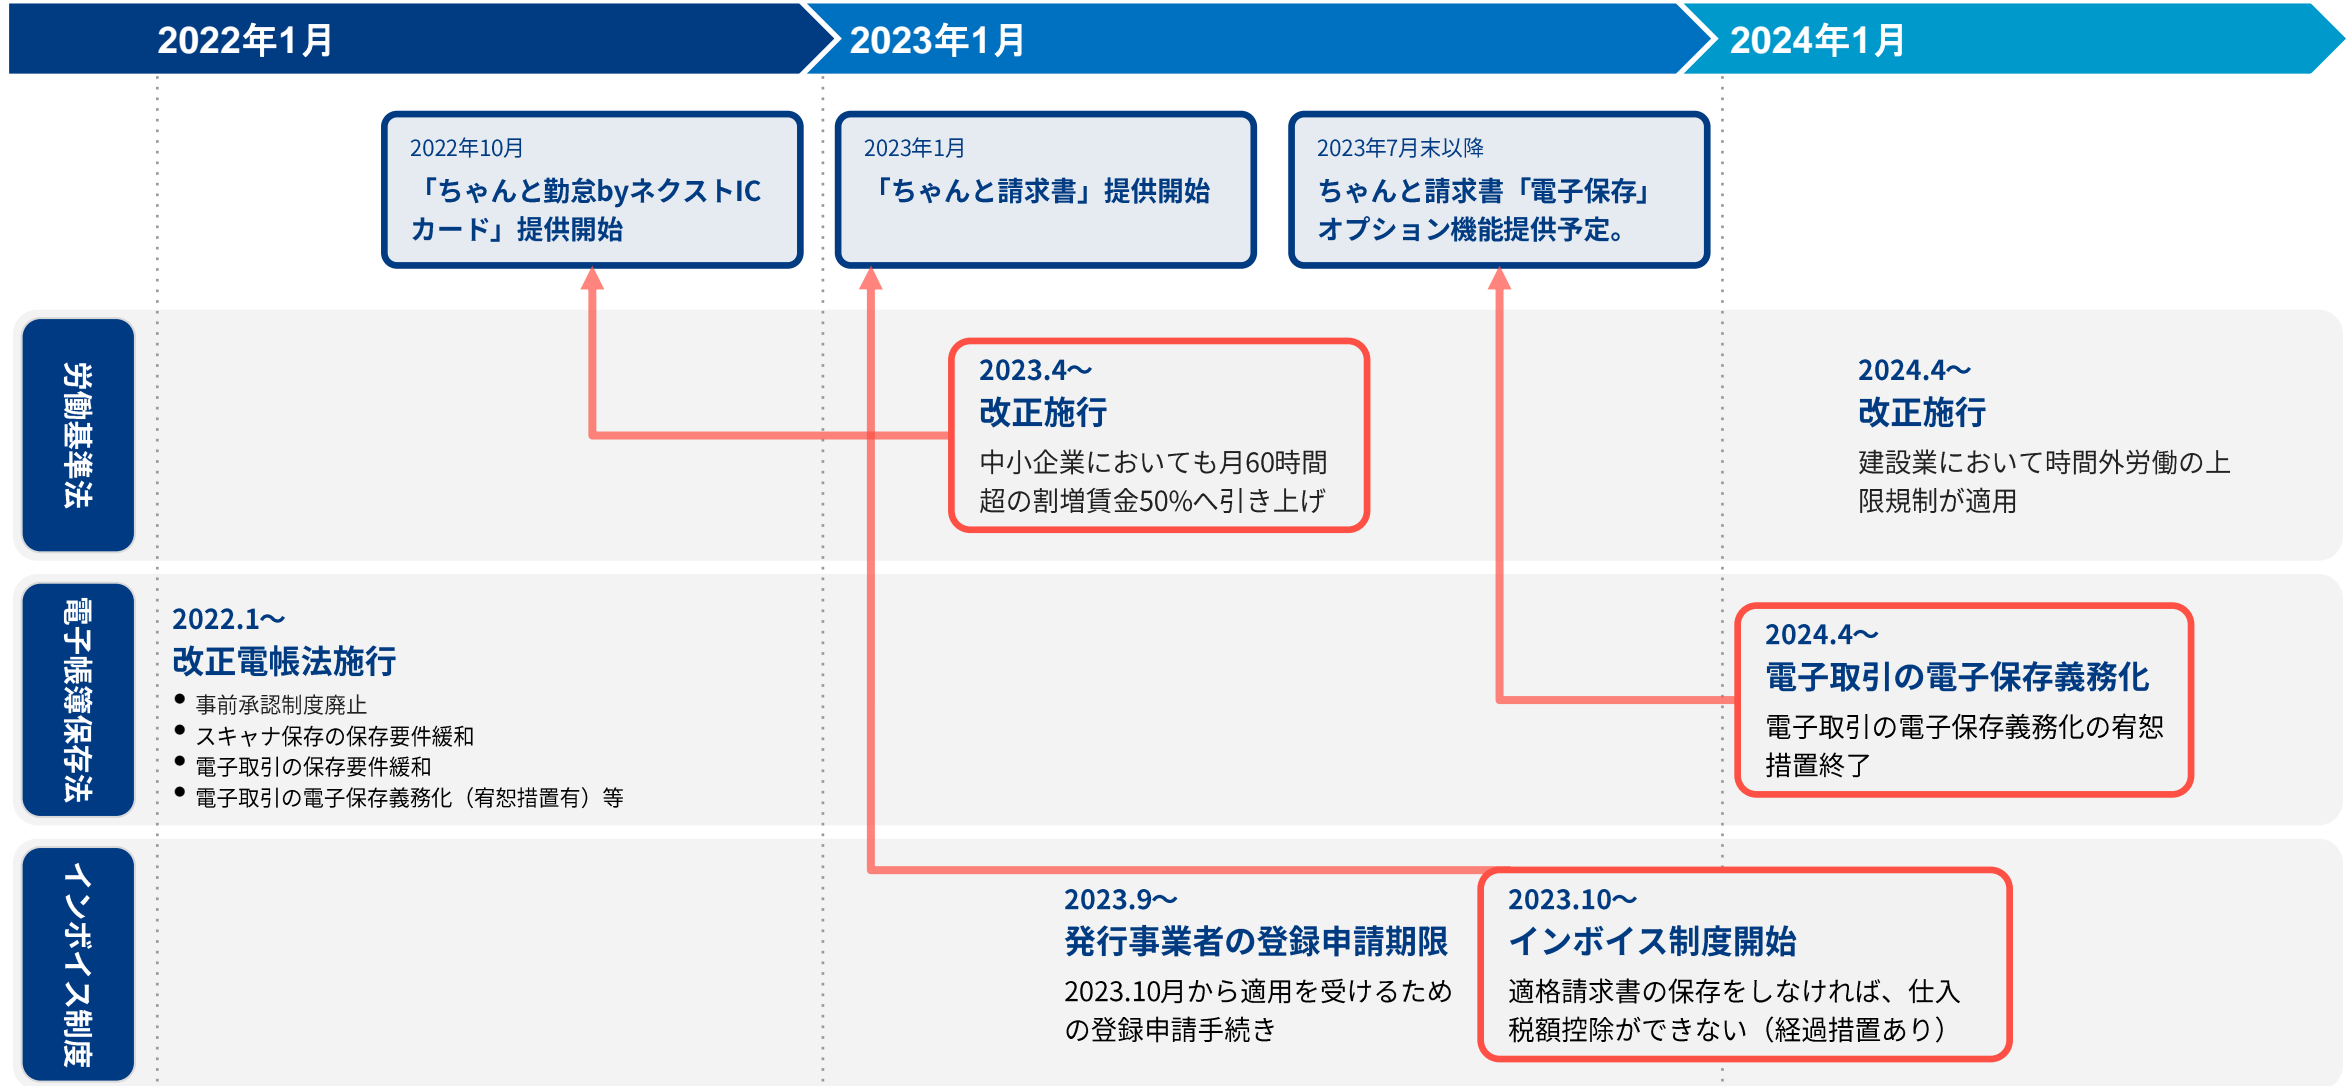 2022年1月
2023年1月
2024年1月
2022年10月
「ちゃんと勤怠byネクストIC
カード」提供開始
2023年1月
「ちゃんと請求書」提供開始
2023年7月末以降
ちゃんと請求書「電子保存」
オプション機能提供予定。
労働基準法
2023.4〜
改正施行
中小企業においても月60時間
超の割増賃金50%へ引き上げ
2024.4〜
改正施行
建設業において時間外労働の上
限規制が適用
電子帳簿保存法
2022.1〜
改正電帳法施行
• 事前承認制度廃止
• スキャナ保存の保存要件緩和
• 電子取引の保存要件緩和
• 電子取引の電子保存義務化（宥恕措置有）等
2024.4〜
電子取引の電子保存義務化
電子取引の電子保存義務化の宥恕
措置終了
インボイス制度
2023.9〜
発行事業者の登録申請期限
2023.10月から適用を受けるため
の登録申請手続き
2023.10〜
インボイス制度開始
適格請求書の保存をしなければ、仕入
税額控除ができない（経過措置あり）